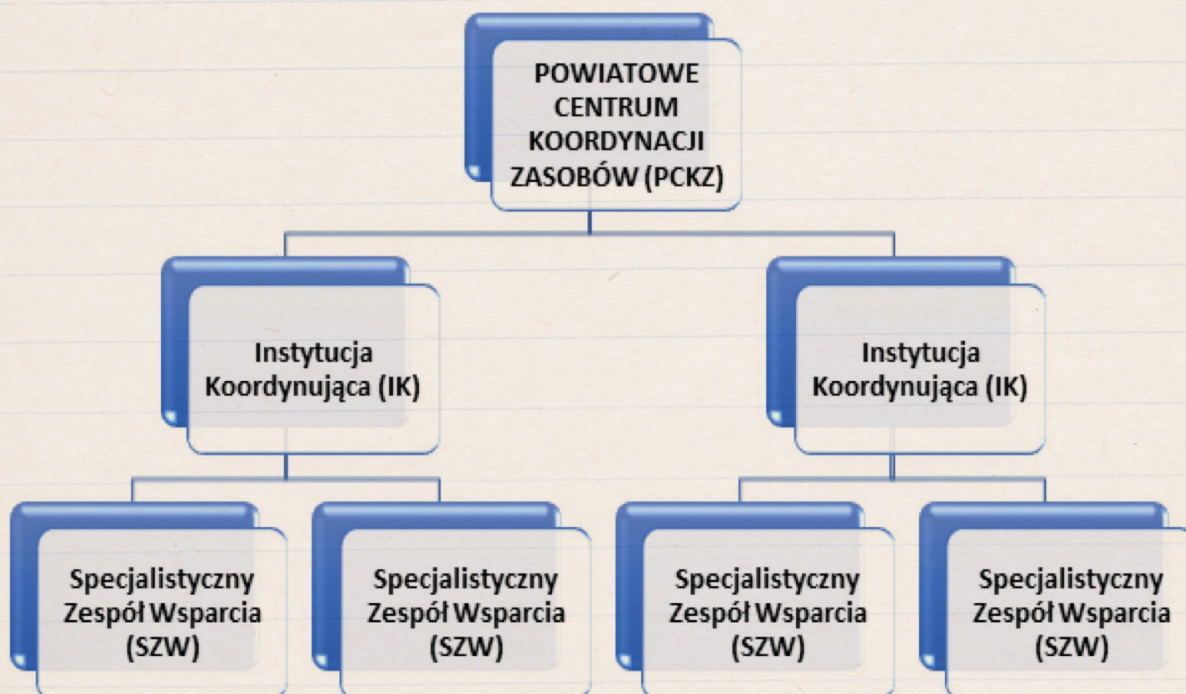 POWIATOWE
CENTRUM
KOORDYNACJI
ZASOBÓW (PCKZ)
Instytucja
Koordynująca (IK)
Instytucja
Koordynująca (IK)
Specjalistyczny
Zespół Wsparcia
(SZW)
Specjalistyczny
Zespół Wsparcia
(SZW)
Specjalistyczny
Zespół Wsparcia
(SZW)
Specjalistyczny
Zespół Wsparcia
(SZW)